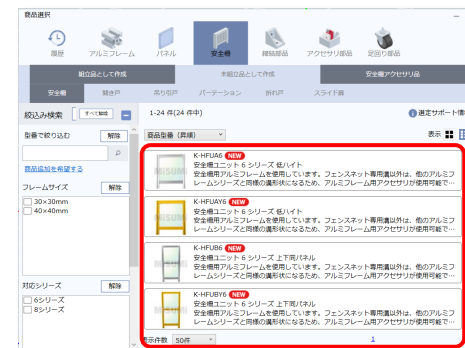 商品選択
履歴 アルミフレーム パネル 安全柵 締結部品 アクセサリ部品 足回り部品
組立品として作成 未組立品として作成 安全柵アクセサリ品
安全柵 開き戸 吊り引戸 パーテーション 折れ戸 スライド扉
絞込み検索 すべて解除
1-24 件(24 件中) 選定サポート情
型番で絞り込む 解除
商品型番 (昇順) 表示
商品追加を希望する
フレームサイズ 解除
30×30mm
40×40mm
対応シリーズ 解除
6シリーズ
8シリーズ
K-HFUA6 NEW
安全柵ユニット 6 シリーズ 低ハイト
安全柵用アルミフレームを使用しています。フェンスネット専用溝以外は、他のアルミフ
レームシリーズと同様の溝形状になるため、アルミフレーム用アクセサリが使用可能で…
K-HFUAY6 NEW
安全柵ユニット 6 シリーズ 低ハイト
安全柵用アルミフレームを使用しています。フェンスネット専用溝以外は、他のアルミフ
レームシリーズと同様の溝形状になるため、アルミフレーム用アクセサリが使用可能で…
K-HFUB6 NEW
安全柵ユニット 6 シリーズ 上下同パネル
安全柵用アルミフレームを使用しています。フェンスネット専用溝以外は、他のアルミフ
レームシリーズと同様の溝形状になるため、アルミフレーム用アクセサリが使用可能で…
K-HFUBY6 NEW
安全柵ユニット 6 シリーズ 上下同パネル
安全柵用アルミフレームを使用しています。フェンスネット専用溝以外は、他のアルミフ
レームシリーズと同様の溝形状になるため、アルミフレーム用アクセサリが使用可能で…
表示件数 50件 1